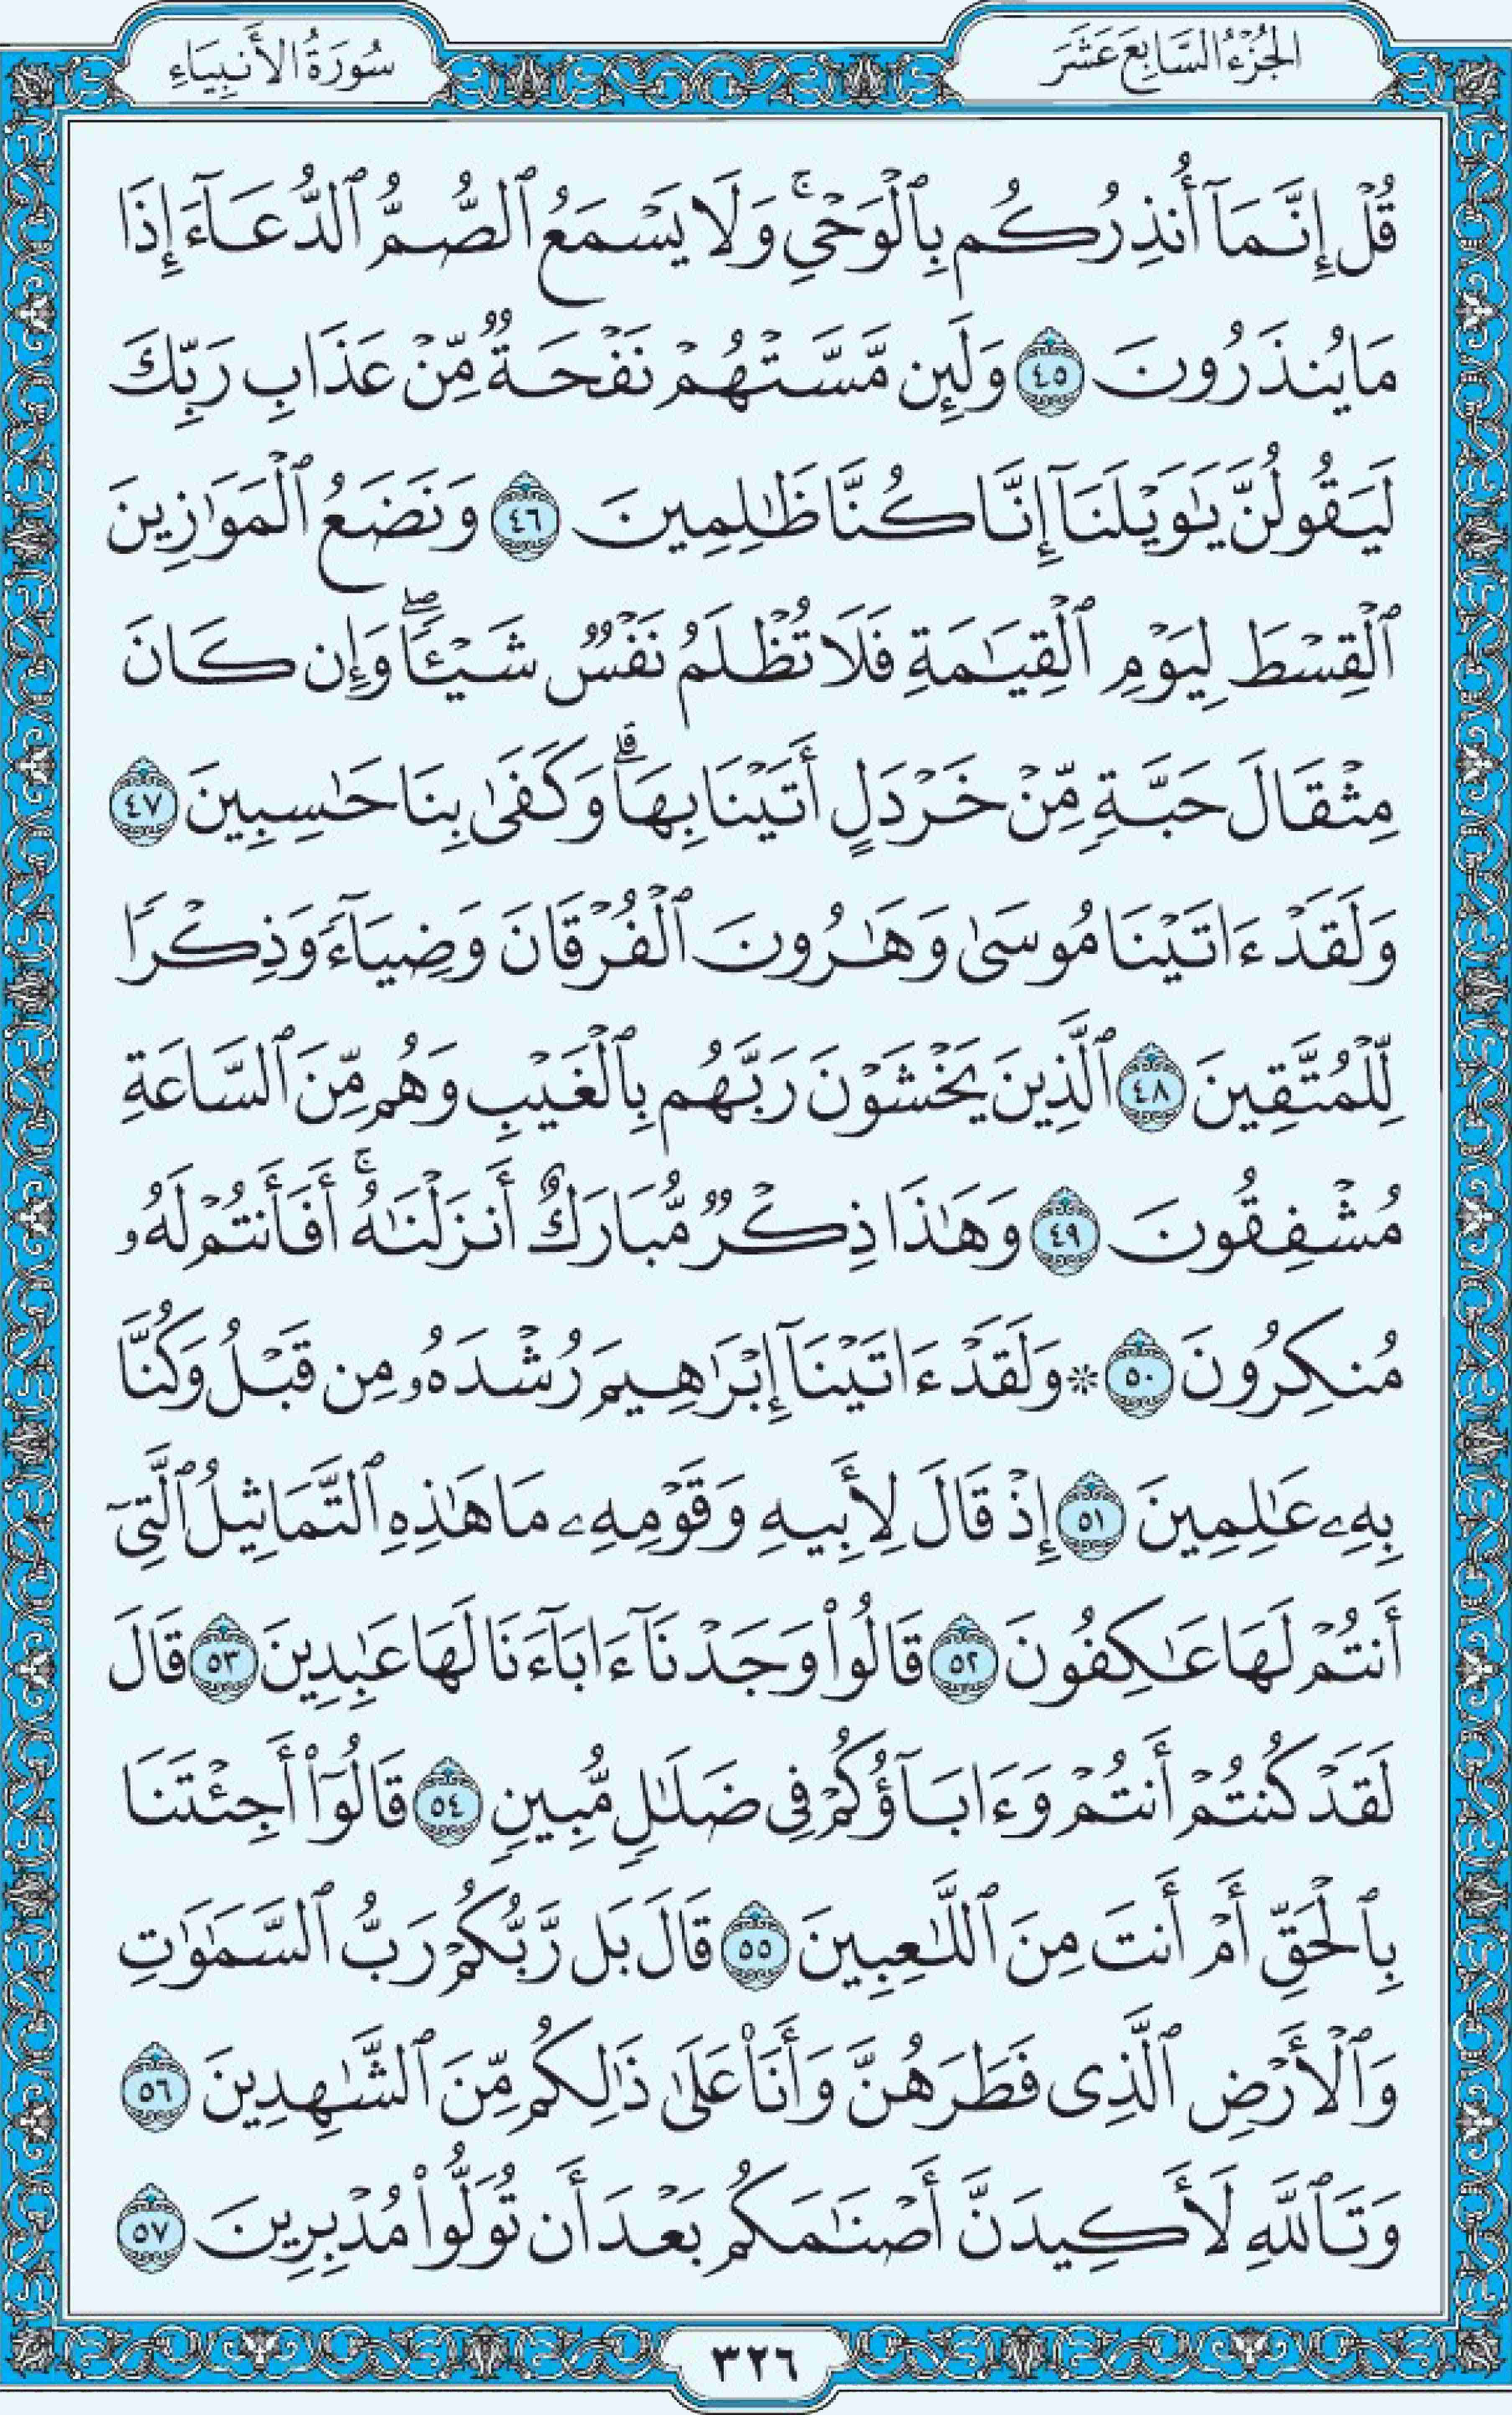 الجُزْءُ السَّابِعَ عَشَرَ
سُورَةُ الأَنبِيَاءِ
قُلْ إِنَّمَآ أُنذِرُكُم بِٱلْوَحْىِ ۚ وَلَا يَسْمَعُ ٱلصُّمُّ ٱلدُّعَآءَ إِذَا
مَا يُنذَرُونَ ٤٥ وَلَئِن مَّسَّتْهُمْ نَفْحَةٌ مِّنْ عَذَابِ رَبِّكَ
لَيَقُولُنَّ يَٰوَيْلَنَآ إِنَّا كُنَّا ظَٰلِمِينَ ٤٦ وَنَضَعُ ٱلْمَوَٰزِينَ
ٱلْقِسْطَ لِيَوْمِ ٱلْقِيَٰمَةِ فَلَا تُظْلَمُ نَفْسٌ شَيْـًٔا ۖ وَإِن كَانَ
مِثْقَالَ حَبَّةٍ مِّنْ خَرْدَلٍ أَتَيْنَا بِهَا ۗ وَكَفَىٰ بِنَا حَٰسِبِينَ ٤٧
وَلَقَدْ ءَاتَيْنَا مُوسَىٰ وَهَٰرُونَ ٱلْفُرْقَانَ وَضِيَآءً وَذِكْرًا
لِّلْمُتَّقِينَ ٤٨ ٱلَّذِينَ يَخْشَوْنَ رَبَّهُم بِٱلْغَيْبِ وَهُم مِّنَ ٱلسَّاعَةِ
مُشْفِقُونَ ٤٩ وَهَٰذَا ذِكْرٌ مُّبَارَكٌ أَنزَلْنَٰهُ ۚ أَفَأَنتُمْ لَهُۥ
مُنكِرُونَ ٥٠ ۞ وَلَقَدْ ءَاتَيْنَآ إِبْرَٰهِيمَ رُشْدَهُۥ مِن قَبْلُ وَكُنَّا
بِهِۦ عَٰلِمِينَ ٥١ إِذْ قَالَ لِأَبِيهِ وَقَوْمِهِۦ مَا هَٰذِهِ ٱلتَّمَاثِيلُ ٱلَّتِىٓ
أَنتُمْ لَهَا عَٰكِفُونَ ٥٢ قَالُوا۟ وَجَدْنَآ ءَابَآءَنَا لَهَا عَٰبِدِينَ ٥٣ قَالَ
لَقَدْ كُنتُمْ أَنتُمْ وَءَابَآؤُكُمْ فِى ضَلَٰلٍ مُّبِينٍ ٥٤ قَالُوٓا۟ أَجِئْتَنَا
بِٱلْحَقِّ أَمْ أَنتَ مِنَ ٱللَّٰعِبِينَ ٥٥ قَالَ بَل رَّبُّكُمْ رَبُّ ٱلسَّمَٰوَٰتِ
وَٱلْأَرْضِ ٱلَّذِى فَطَرَهُنَّ وَأَنَا۠ عَلَىٰ ذَٰلِكُم مِّنَ ٱلشَّٰهِدِينَ ٥٦
وَتَٱللَّهِ لَأَكِيدَنَّ أَصْنَٰمَكُم بَعْدَ أَن تُوَلُّوا۟ مُدْبِرِينَ ٥٧
٣٢٦